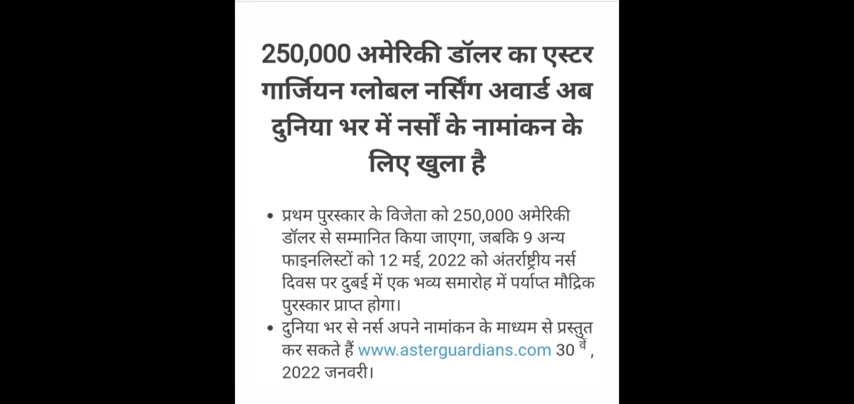 250,000 अमेरिकी डॉलर का एस्टर
गार्जियन ग्लोबल नर्सिंग अवार्ड अब
दुनिया भर में नर्सों के नामांकन के
लिए खुला है
• प्रथम पुरस्कार के विजेता को 250,000 अमेरिकी
डॉलर से सम्मानित किया जाएगा, जबकि 9 अन्य
फाइनलिस्टों को 12 मई, 2022 को अंतर्राष्ट्रीय नर्स
दिवस पर दुबई में एक भव्य समारोह में पर्याप्त मौद्रिक
पुरस्कार प्राप्त होगा।
• दुनिया भर से नर्स अपने नामांकन के माध्यम से प्रस्तुत
कर सकते हैं www.asterguardians.com 30 वें ,
2022 जनवरी।